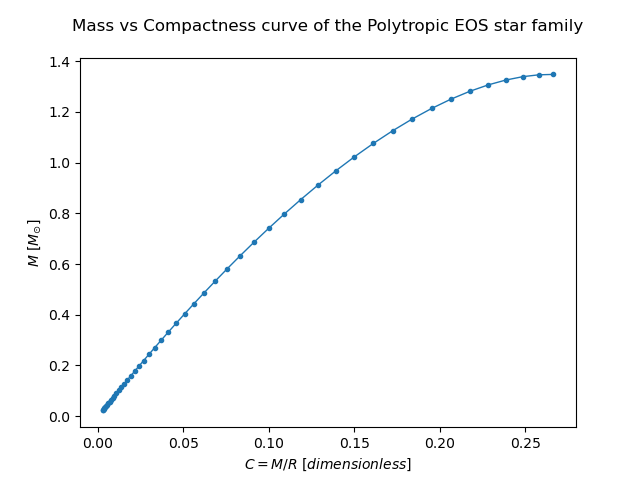 Mass vs Compactness curve of the Polytropic EOS star family
1.4
1.2
1.0
0.8
0.6
0.4
0.2
0.0
M [M⊙]
0.00 0.05 0.10 0.15 0.20 0.25
C = M/R [dimensionless]